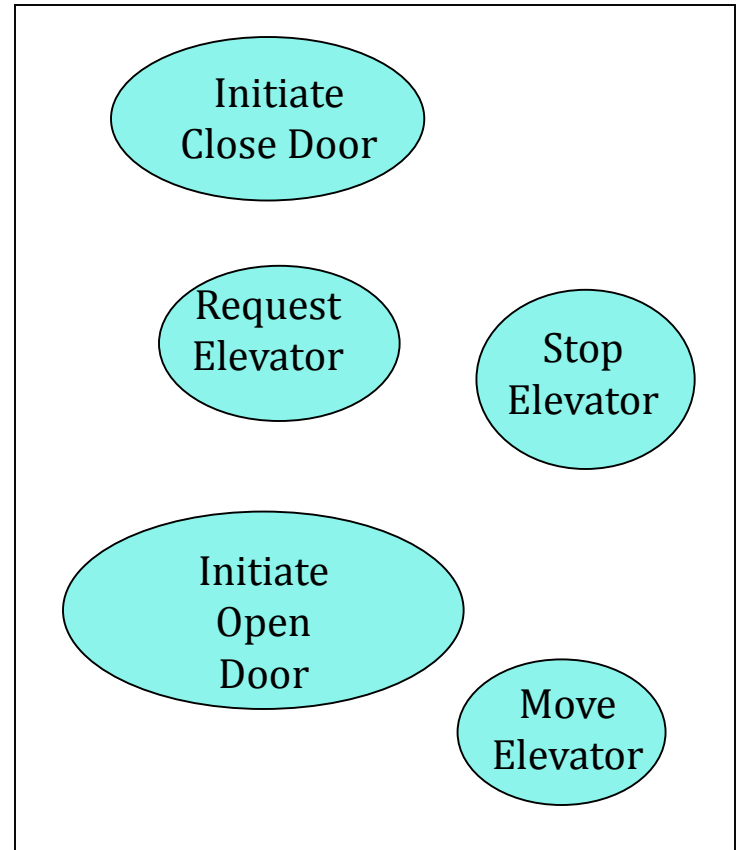 Initiate
Close Door
Request
Elevator
Stop
Elevator
Initiate
Open
Door
Move
Elevator